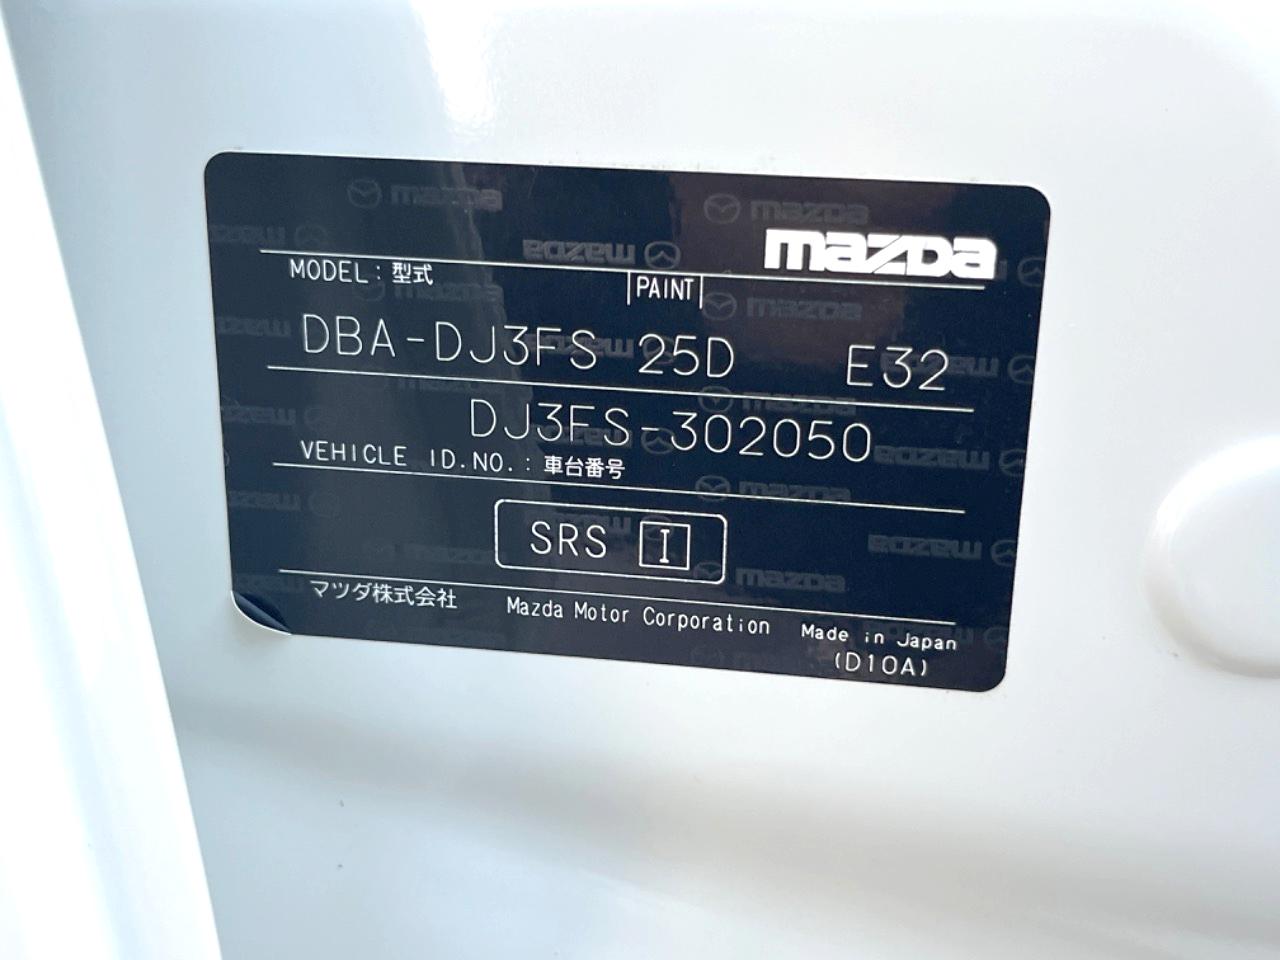 mazda
MODEL：型式 PAINT
DBA-DJ3FS 25D E32
DJ3FS-302050
VEHICLE ID.NO.：車台番号
SRS I
マツダ株式会社 Mazda Motor Corporation Made in Japan
(D10A)